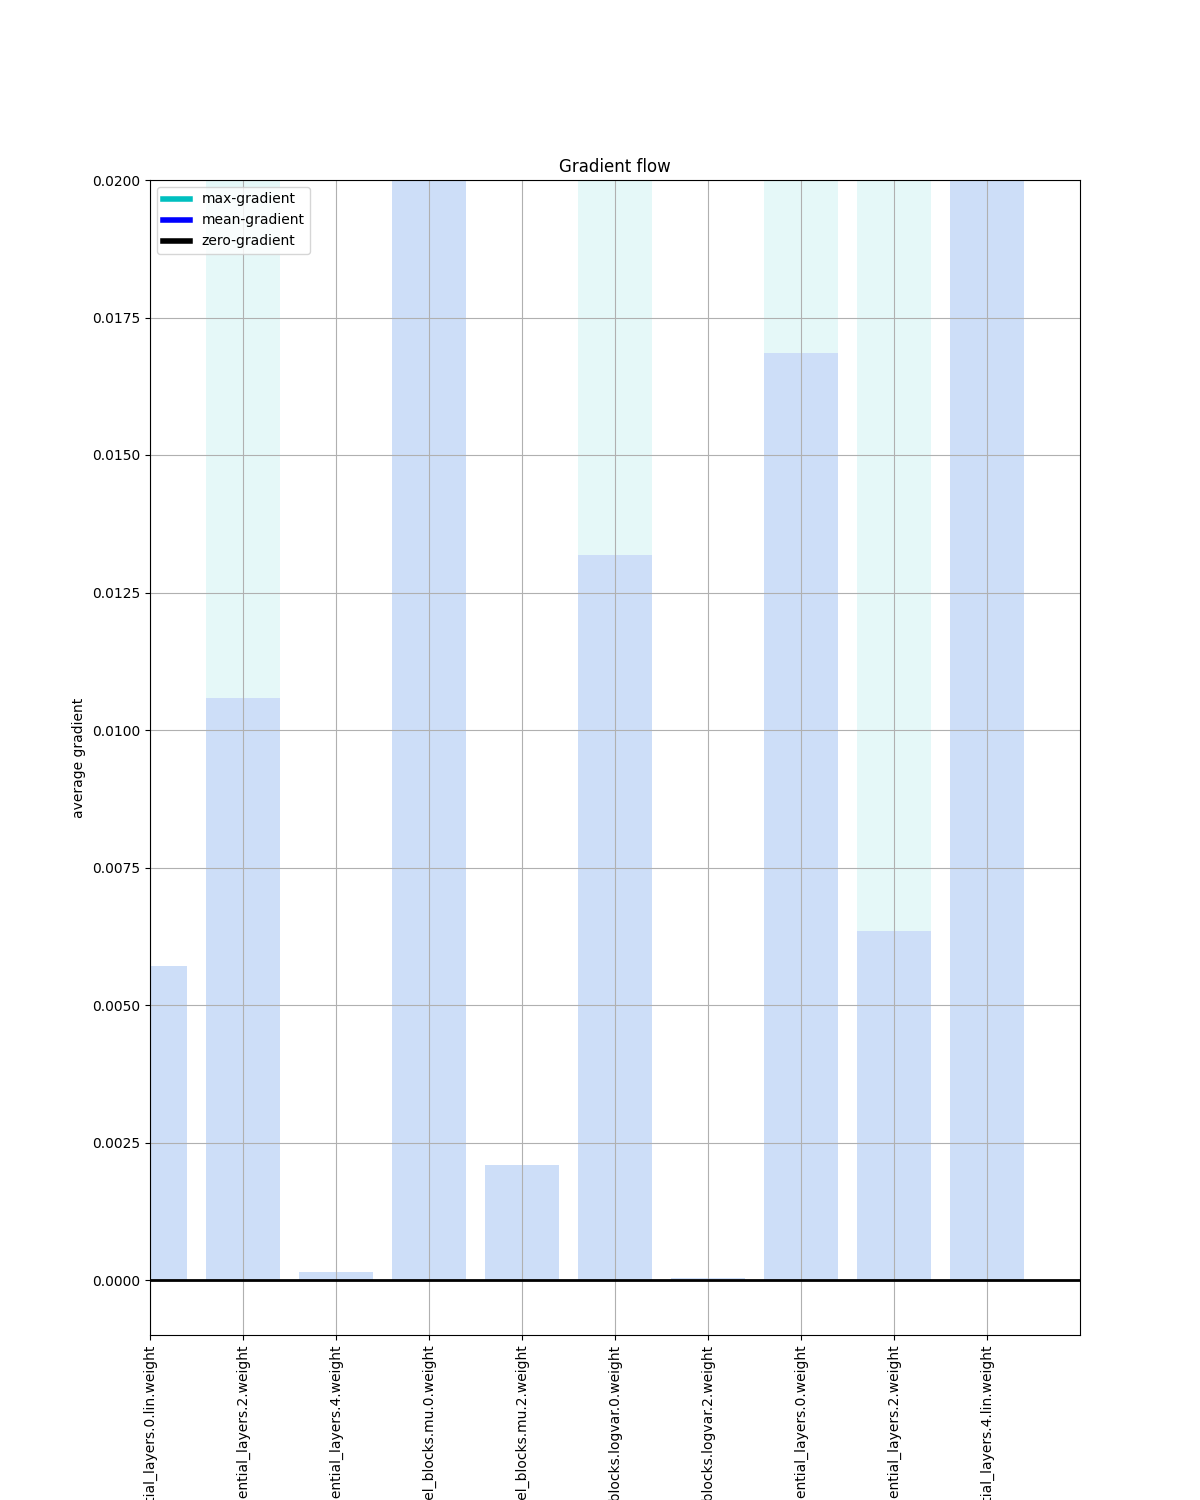 Gradient flow
max-gradient
mean-gradient
zero-gradient
0.0200
0.0175
0.0150
0.0125
0.0100
0.0075
0.0050
0.0025
0.0000
average gradient
tial_layers.0.lin.weight
ential_layers.2.weight
ential_layers.4.weight
el_blocks.mu.0.weight
el_blocks.mu.2.weight
blocks.logvar.0.weight
blocks.logvar.2.weight
ential_layers.0.weight
ential_layers.2.weight
tial_layers.4.lin.weight